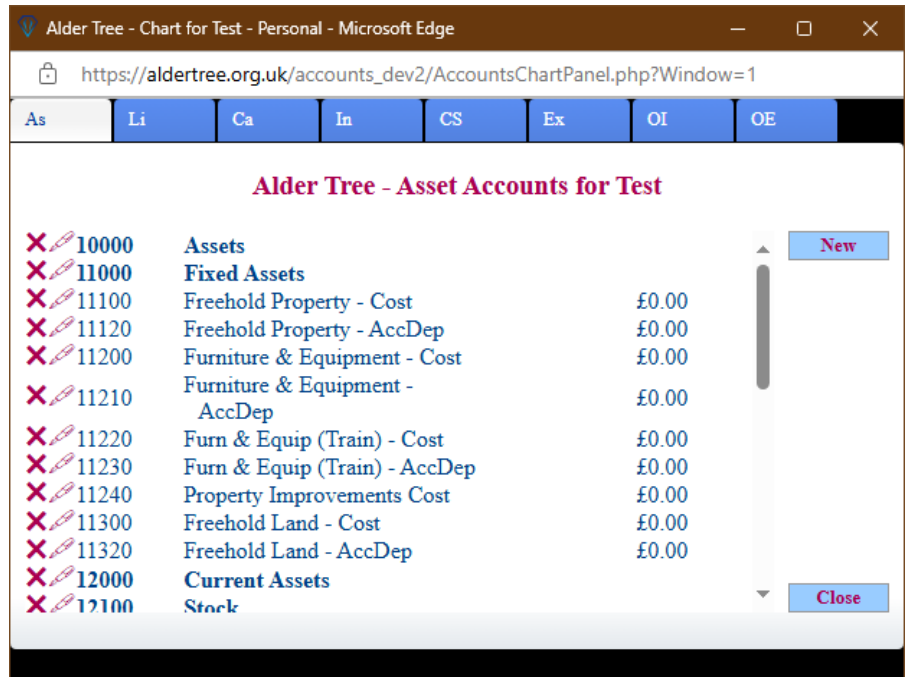 Alder Tree - Chart for Test - Personal - Microsoft Edge
https://aldertree.org.uk/accounts_dev2/AccountsChartPanel.php?Window=1
As Li Ca In CS Ex OI OE
Alder Tree - Asset Accounts for Test
10000 Assets New
11000 Fixed Assets
11100 Freehold Property - Cost £0.00
11120 Freehold Property - AccDep £0.00
11200 Furniture & Equipment - Cost £0.00
11210 Furniture & Equipment -
AccDep £0.00
11220 Furn & Equip (Train) - Cost £0.00
11230 Furn & Equip (Train) - AccDep £0.00
11240 Property Improvements Cost £0.00
11300 Freehold Land - Cost £0.00
11320 Freehold Land - AccDep £0.00
12000 Current Assets
12100 Stock Close